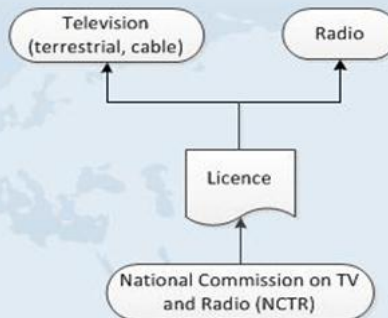 Television
(terrestrial, cable)
Radio
Licence
National Commission on TV
and Radio (NCTR)